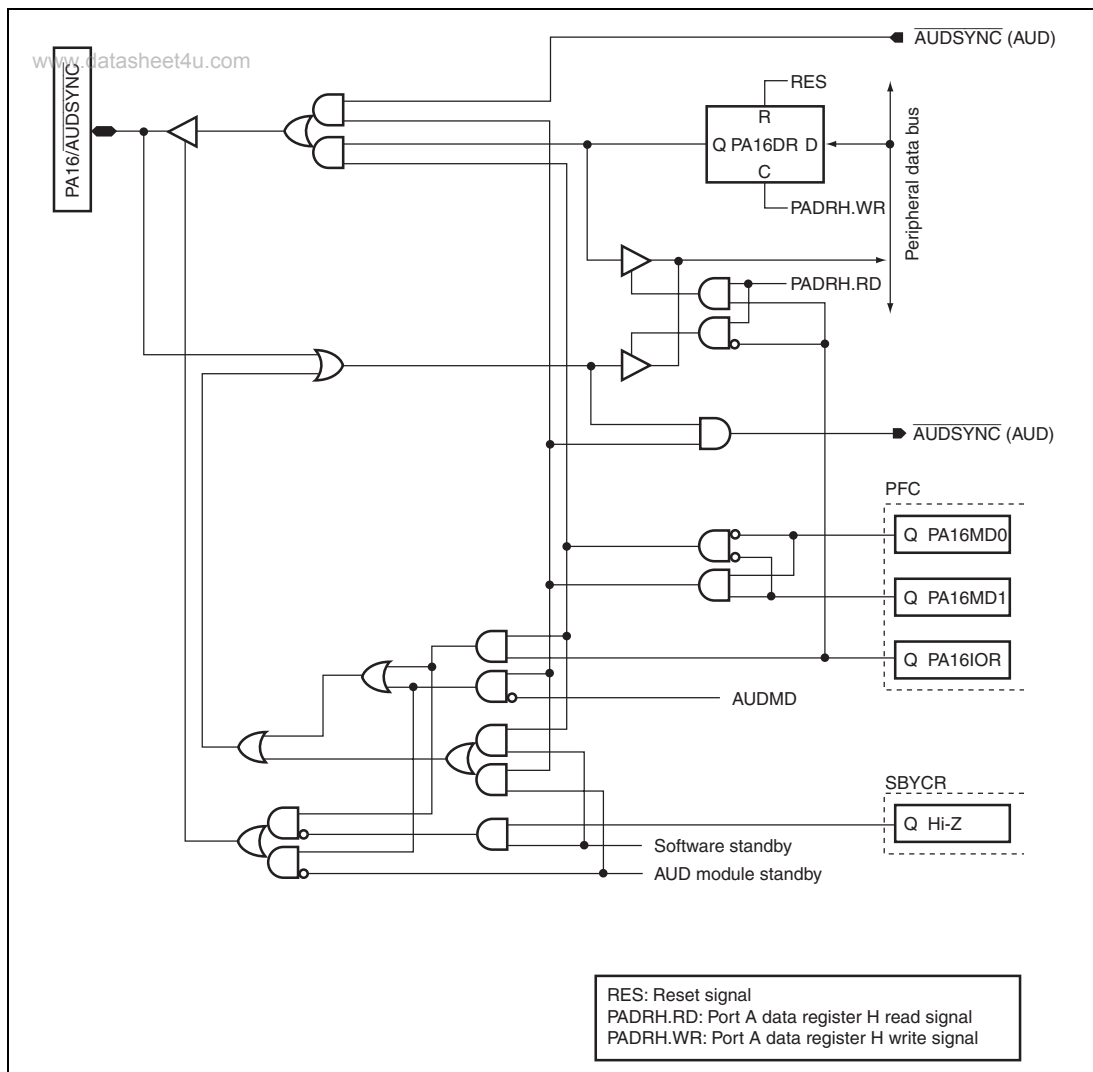 www.datasheet4u.com
AUDSYNC (AUD)
PA16/AUDSYNC
RES
R
Q PA16DR D
C
PADRH.WR
Peripheral data bus
PADRH.RD
AUDSYNC (AUD)
PFC
Q PA16MD0
Q PA16MD1
Q PA16IOR
AUDMD
SBYCR
Q Hi-Z
Software standby
AUD module standby
RES: Reset signal
PADRH.RD: Port A data register H read signal
PADRH.WR: Port A data register H write signal